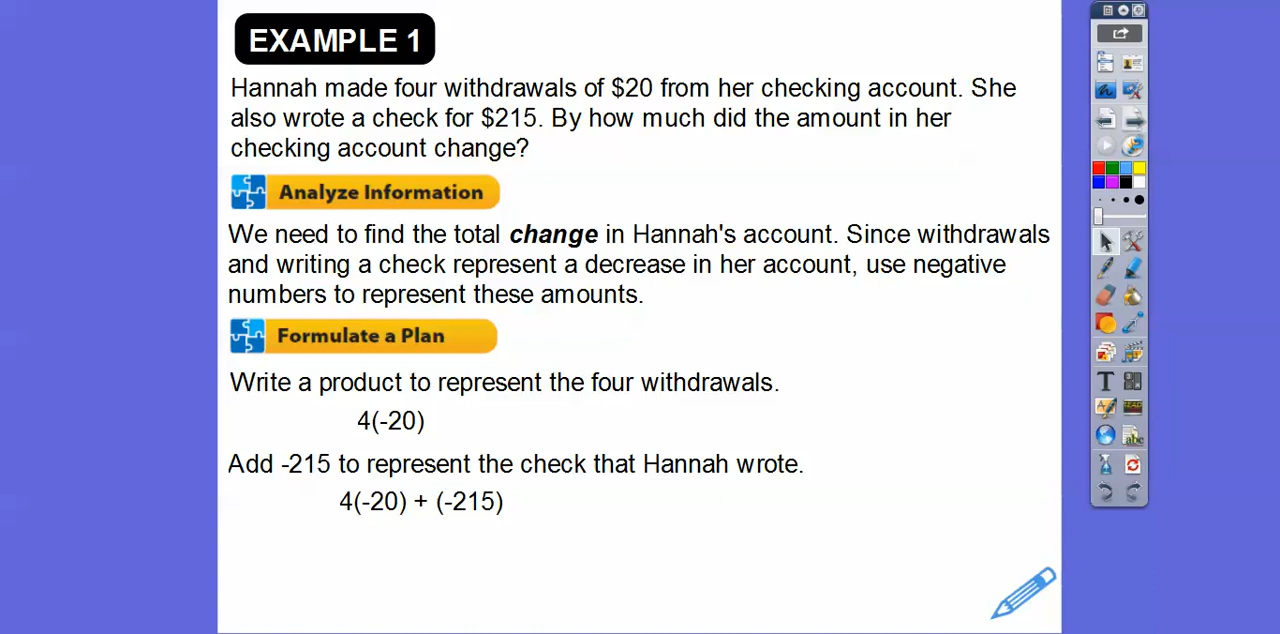 EXAMPLE 1
Hannah made four withdrawals of $20 from her checking account. She
also wrote a check for $215. By how much did the amount in her
checking account change?
Analyze Information
We need to find the total change in Hannah's account. Since withdrawals
and writing a check represent a decrease in her account, use negative
numbers to represent these amounts.
Formulate a Plan
Write a product to represent the four withdrawals.
4(-20)
Add -215 to represent the check that Hannah wrote.
4(-20) + (-215)